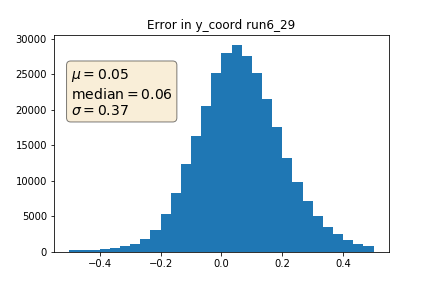 Error in y_coord run6_29
30000
25000
20000
15000
10000
5000
0
μ = 0.05
median = 0.06
σ = 0.37
−0.4 −0.2 0.0 0.2 0.4